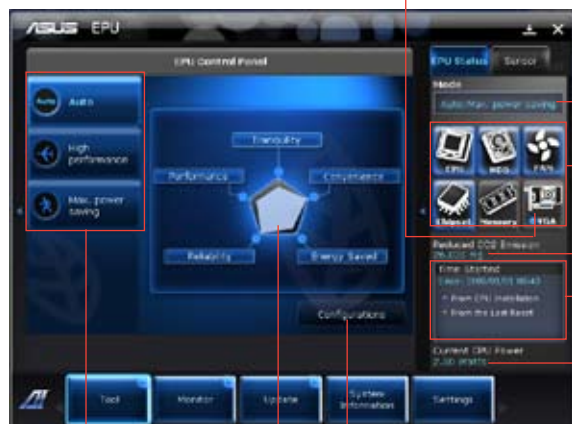 ASUS EPU
EPU Control Panel
EPU Status
Sensor
Mode
Auto: Max. power saving
Auto
Auto
High performance
Max. power saving
Tranquility
Performance
Convenience
Reliability
Energy Saved
Configurations
CPU
HDD
FAN
Chipset
Memory
VGA
Reduced CO2 Emission
Time Started
From EPU Installation
From the Last Reset
Current CPU Power
Tool
Monitor
Update
System Information
Settings